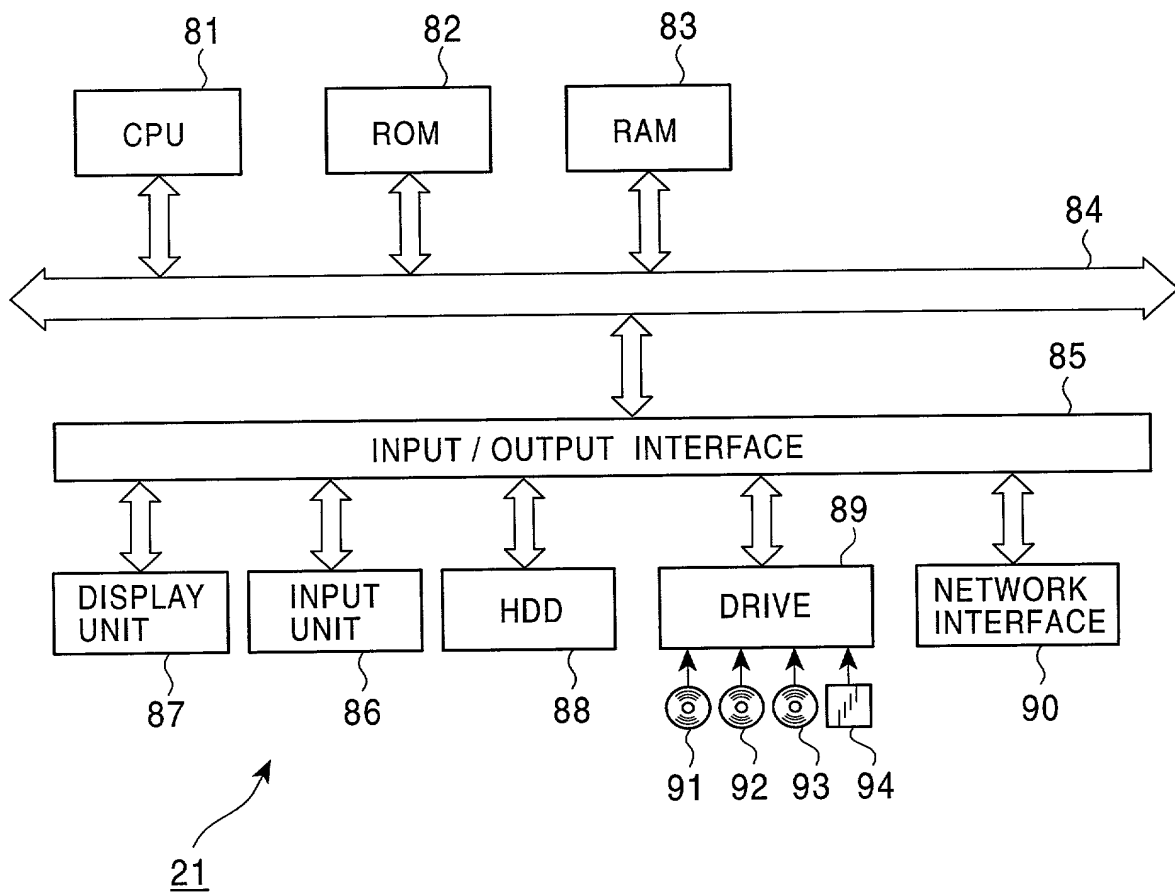 81
82
83
CPU
ROM
RAM
84
85
INPUT / OUTPUT INTERFACE
89
DISPLAY
UNIT
INPUT
UNIT
HDD
DRIVE
NETWORK
INTERFACE
87
86
88
90
91
92
93
94
21